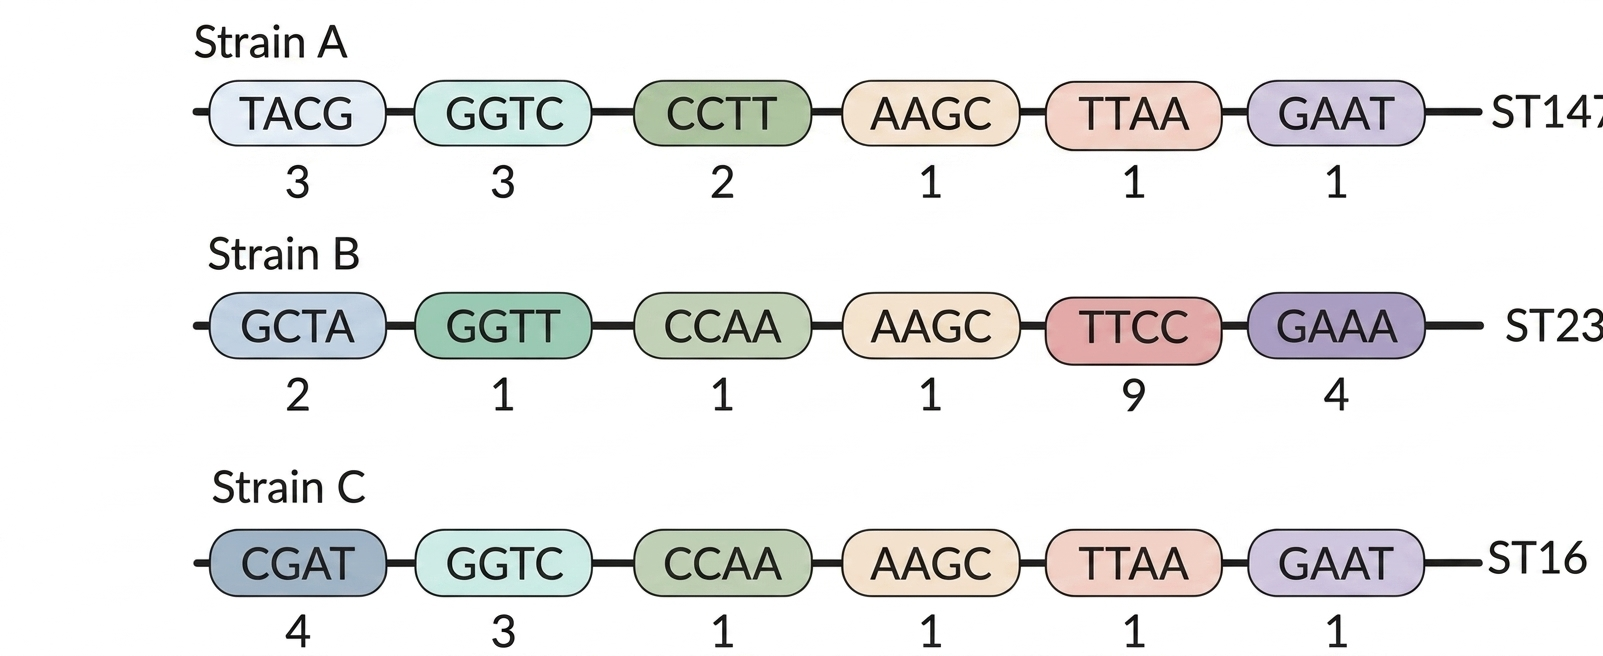 Strain A
TACG GGTC CCTT AAGC TTAA GAAT ST147
3 3 2 1 1 1
Strain B
GCTA GGTT CCAA AAGC TTCC GAAA ST23
2 1 1 1 9 4
Strain C
CGAT GGTC CCAA AAGC TTAA GAAT ST16
4 3 1 1 1 1